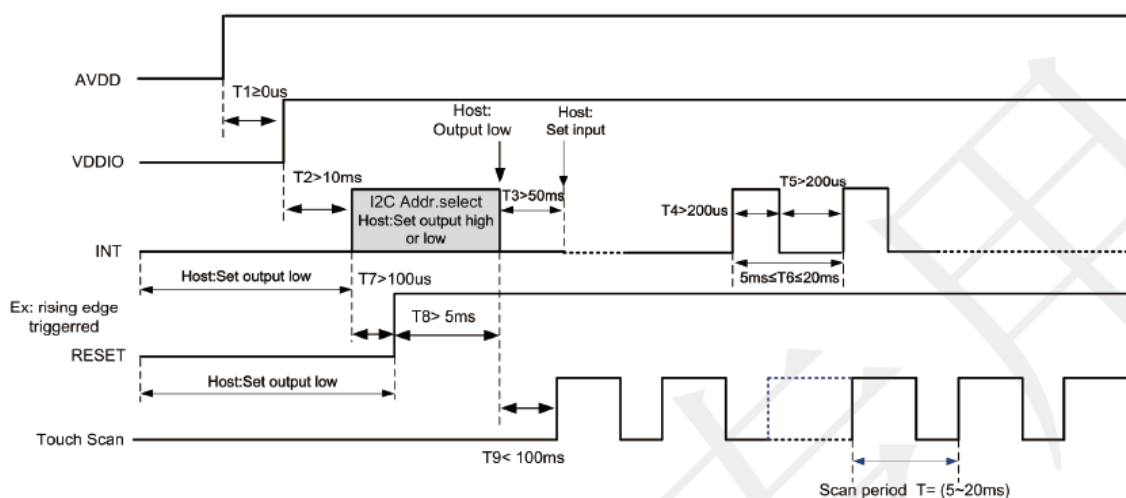 AVDD
T1≥0us
Host:
Output low
Host:
Set input
VDDIO
T2>10ms
I2C Addr.select
Host:Set output high
or low
T3>50ms
T4>200us
T5>200us
INT
5ms≤T6≤20ms
Host:Set output low
T7>100us
Ex: rising edge
triggerred
T8> 5ms
RESET
Host:Set output low
Touch Scan
T9< 100ms
Scan period T= (5~20ms)